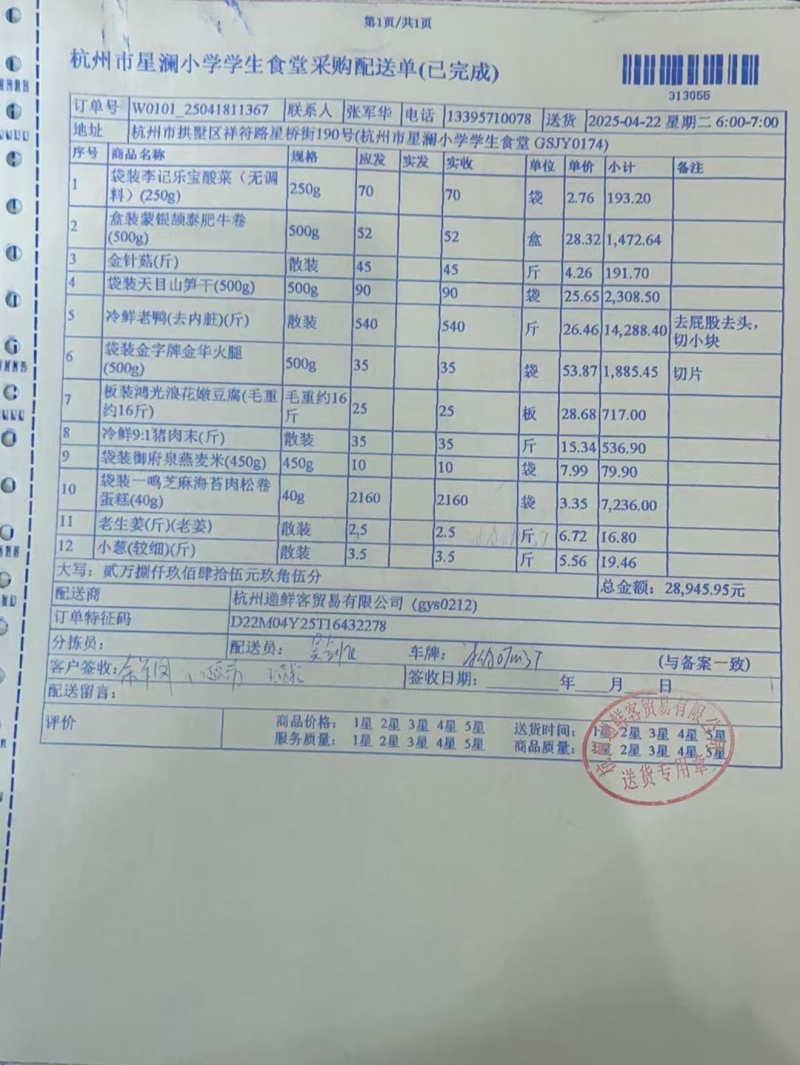 第1页/共1页
杭州市星澜小学学生食堂采购配送单(已完成)
313055
订单号 W0101_25041811367 联系人 张军华 电话 13395710078 送货 2025-04-22 星期二 6:00-7:00
地址 杭州市拱墅区祥符路星桥街190号(杭州市星澜小学学生食堂 GSJY0174)
序号 商品名称 规格 应发 实发 实收 单位 单价 小计 备注
1 袋装李记乐宝酸菜（无调料）(250g) 250g 70 70 袋 2.76 193.20
2 盒装蒙银颉泰肥牛卷(500g) 500g 52 52 盒 28.32 1,472.64
3 金针菇(斤) 散装 45 45 斤 4.26 191.70
4 袋装天目山笋干(500g) 500g 90 90 袋 25.65 2,308.50
5 冷鲜老鸭(去内脏)(斤) 散装 540 540 斤 26.46 14,288.40 去屁股去头，切小块
6 袋装金字牌金华火腿(500g) 500g 35 35 袋 53.87 1,885.45 切片
7 板装鸿光浪花嫩豆腐(毛重约16斤) 毛重约16斤 25 25 板 28.68 717.00
8 冷鲜9:1猪肉末(斤) 散装 35 35 斤 15.34 536.90
9 袋装御府泉燕麦米(450g) 450g 10 10 袋 7.99 79.90
10 袋装一鸣芝麻海苔肉松卷蛋糕(40g) 40g 2160 2160 袋 3.35 7,236.00
11 老生姜(斤)(老姜) 散装 2.5 2.5 斤 6.72 16.80
12 小葱(较细)(斤) 散装 3.5 3.5 斤 5.56 19.46
大写：贰万捌仟玖佰肆拾伍元玖角伍分 总金额：28,945.95元
配送商 杭州递鲜客贸易有限公司（gys0212)
订单特征码 D22M04Y25T16432278
分拣员： 配送员： 车牌： (与备案一致)
客户签收： 签收日期： 年 月 日
配送留言：
评价 商品价格： 1星 2星 3星 4星 5星 送货时间： 1星 2星 3星 4星 5星
服务质量： 1星 2星 3星 4星 5星 商品质量： 1星 2星 3星 4星 5星
鲜客贸易有限公司
送货专用章